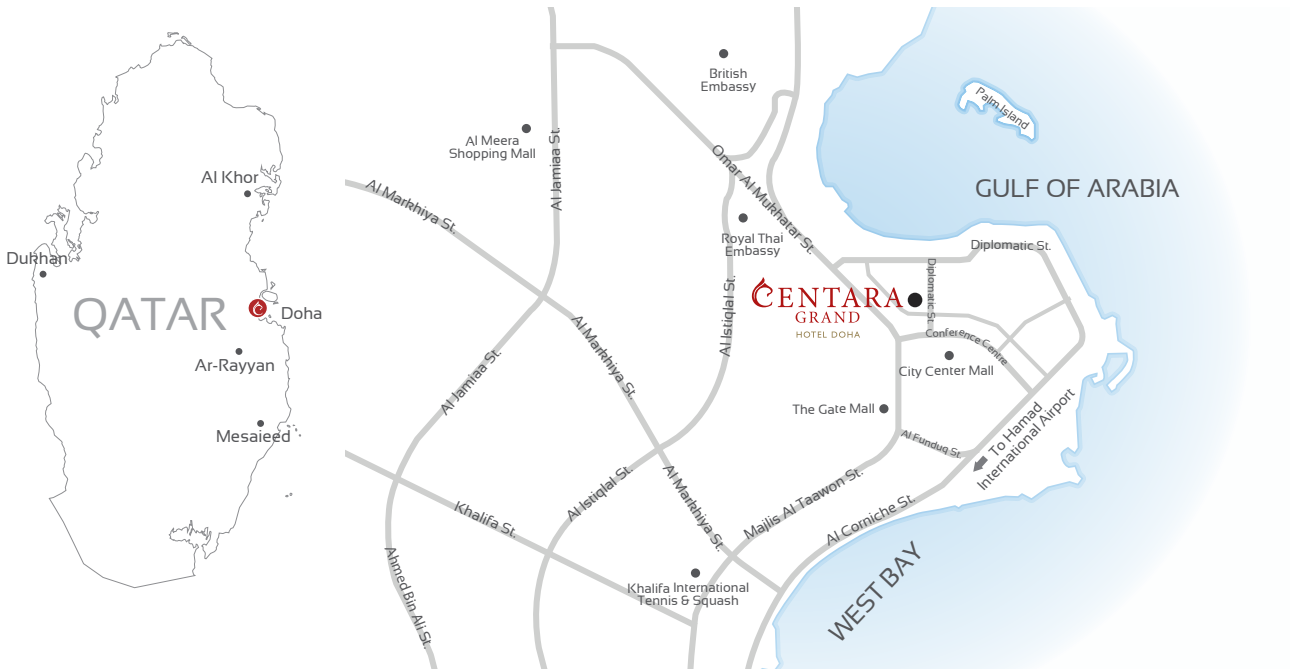 Al Khor
Dukhan
QATAR
Doha
Ar-Rayyan
Mesaieed
British
Embassy
Al Meera
Shopping Mall
Al Jamiaa St.
Al Markhiya St.
Omar Al Mukhatar St.
Royal Thai
Embassy
Al Istiqlal St.
Palm Island
GULF OF ARABIA
Diplomatic St.
Diplomatic St.
CENTARA
GRAND
HOTEL DOHA
Conference Centre
City Center Mall
The Gate Mall
Al Funduq St.
To Hamad
International Airport
Al Markhiya St.
Al Jamiaa St.
Al Istiqlal St.
Al Markhiya St.
Majlis Al Taawon St.
Al Corniche St.
Khalifa St.
Ahmed Bin Ali St.
Khalifa International
Tennis & Squash
WEST BAY